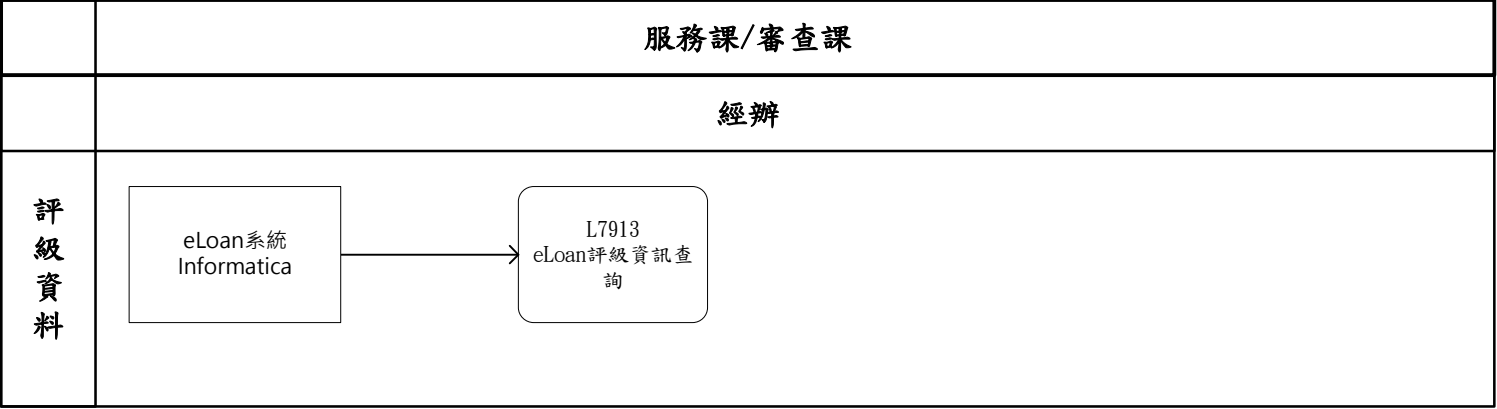 服務課/審查課
經辦
評
級
資
料
eLoan系統
Informatica
L7913
eLoan評級資訊查
詢